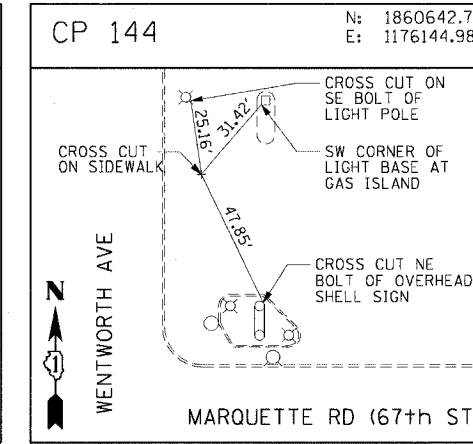 CP 144
N: 1860642.7
E: 1176144.98
CROSS CUT ON
SE BOLT OF
LIGHT POLE
25.16'
31.42'
CROSS CUT
ON SIDEWALK
SW CORNER OF
LIGHT BASE AT
GAS ISLAND
47.85'
CROSS CUT NE
BOLT OF OVERHEAD
SHELL SIGN
N
1
WENTWORTH AVE
MARQUETTE RD (67th ST